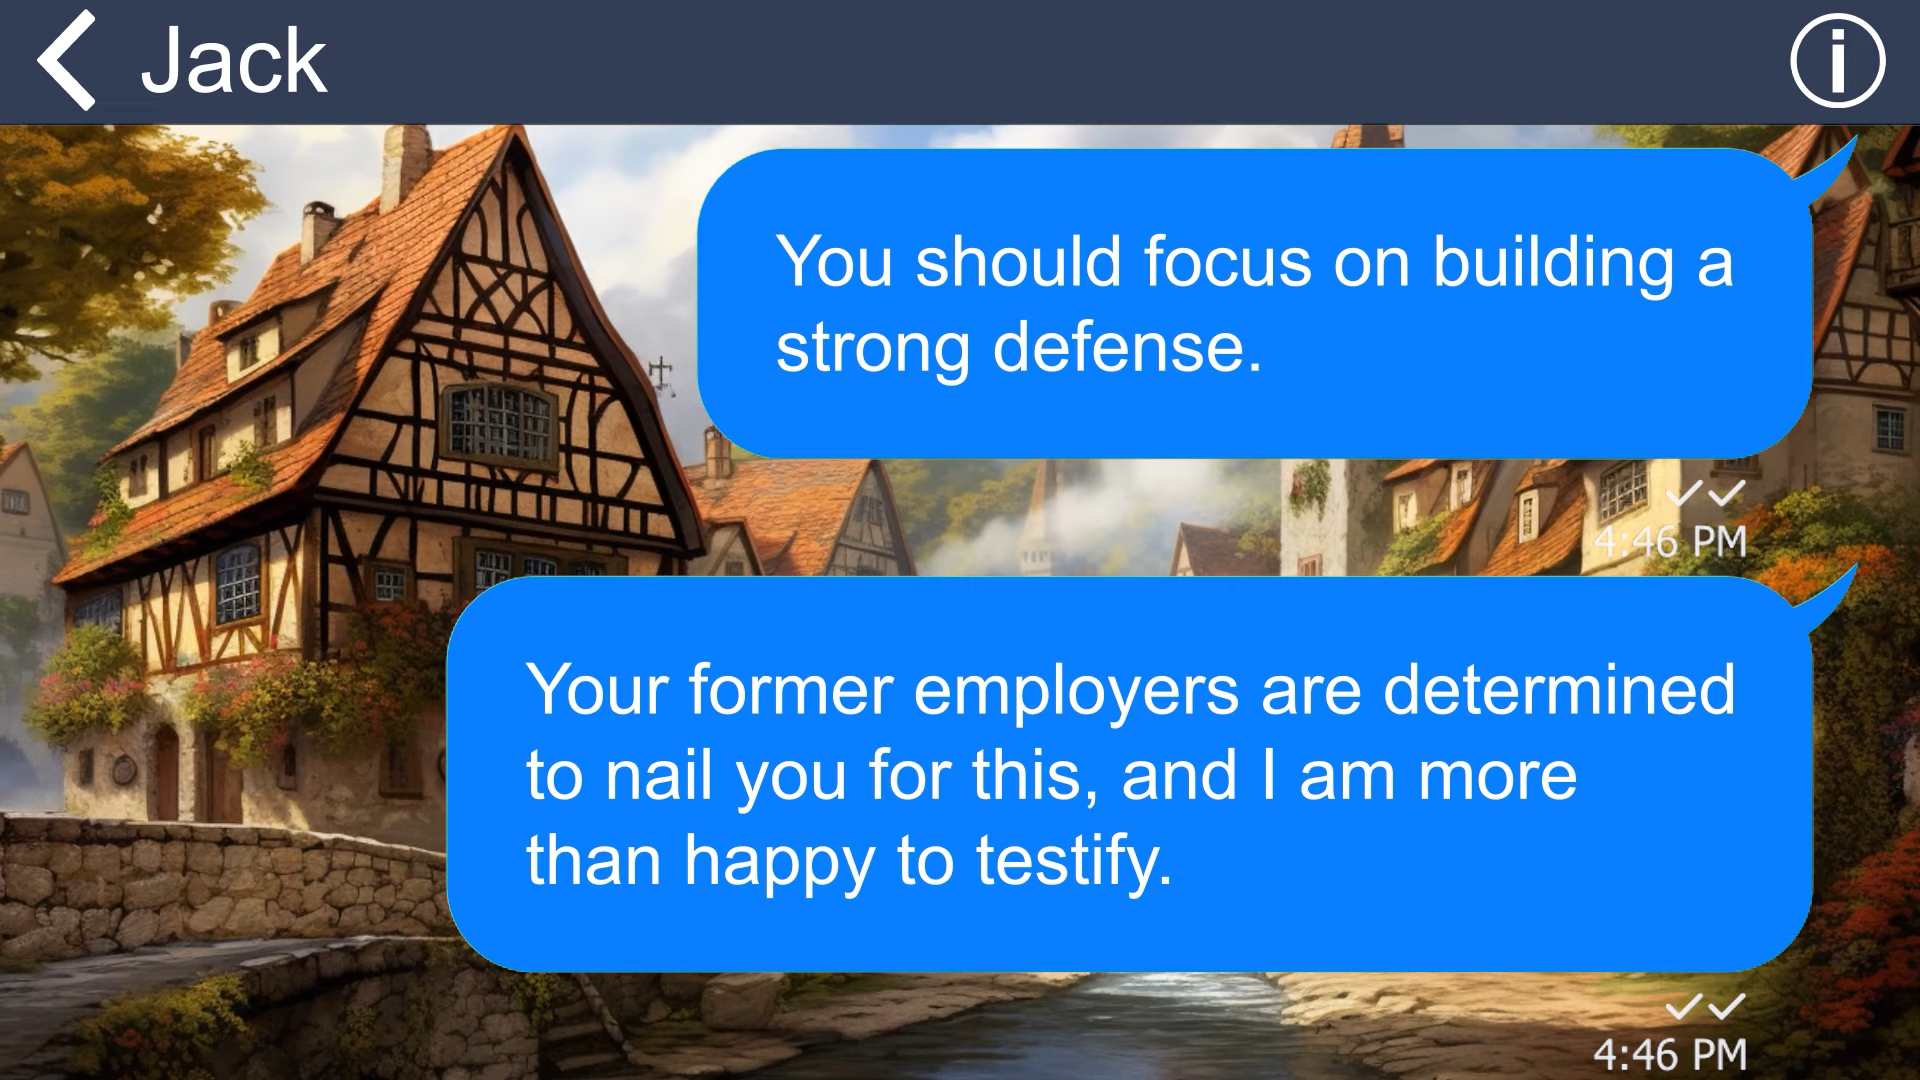 Jack
You should focus on building a
strong defense.
4:46 PM
Your former employers are determined
to nail you for this, and I am more
than happy to testify.
4:46 PM